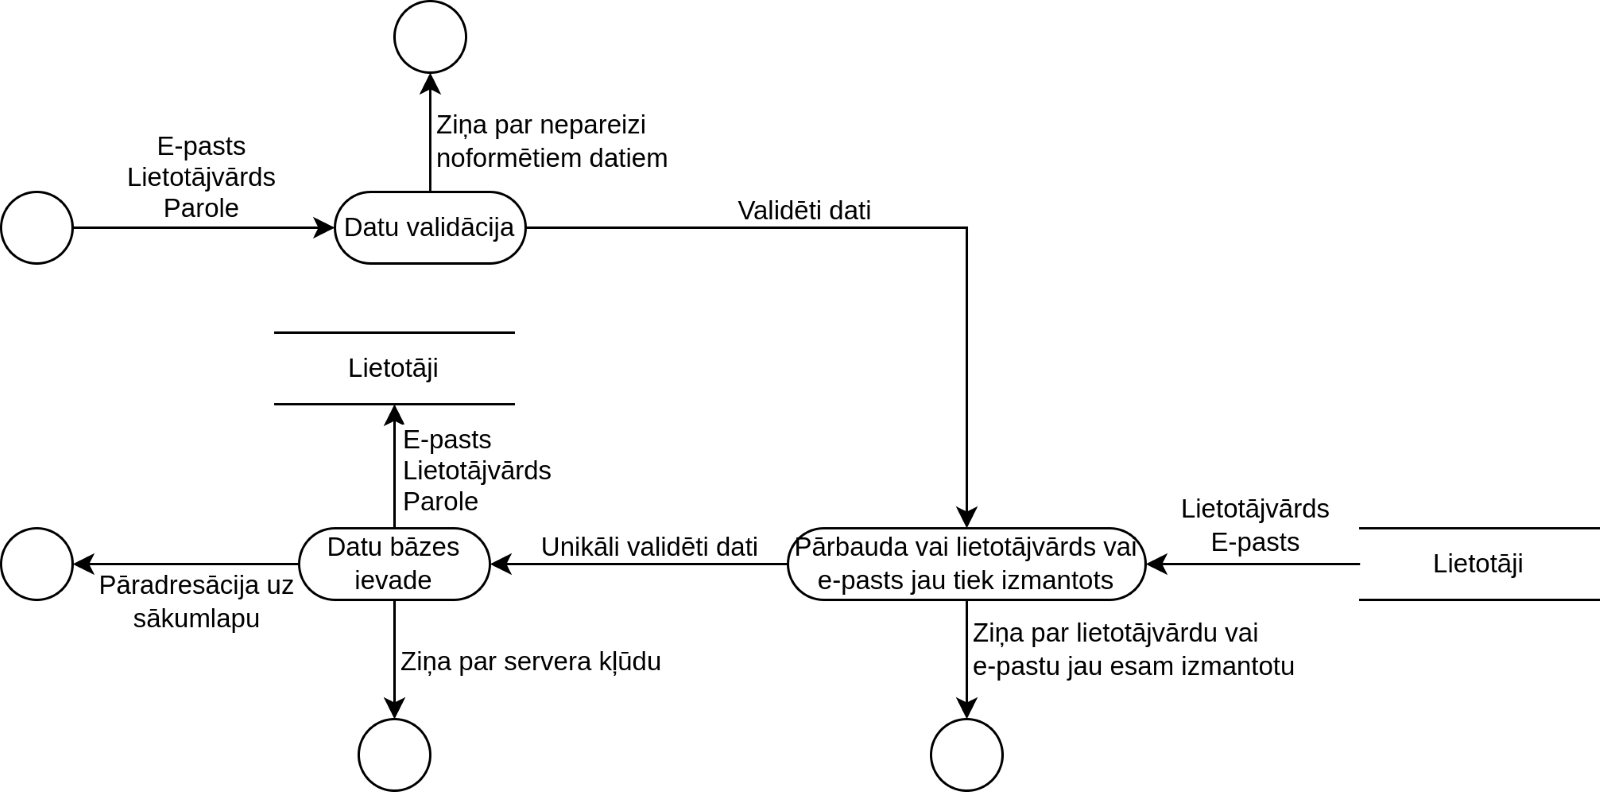 Ziņa par nepareizi
noformētiem datiem
E-pasts
Lietotājvārds
Parole
Datu validācija
Validēti dati
Lietotāji
E-pasts
Lietotājvārds
Parole
Datu bāzes
ievade
Unikāli validēti dati
Pārbauda vai lietotājvārds vai
e-pasts jau tiek izmantots
Lietotājvārds
E-pasts
Lietotāji
Pāradresācija uz
sākumlapu
Ziņa par servera kļūdu
Ziņa par lietotājvārdu vai
e-pastu jau esam izmantotu